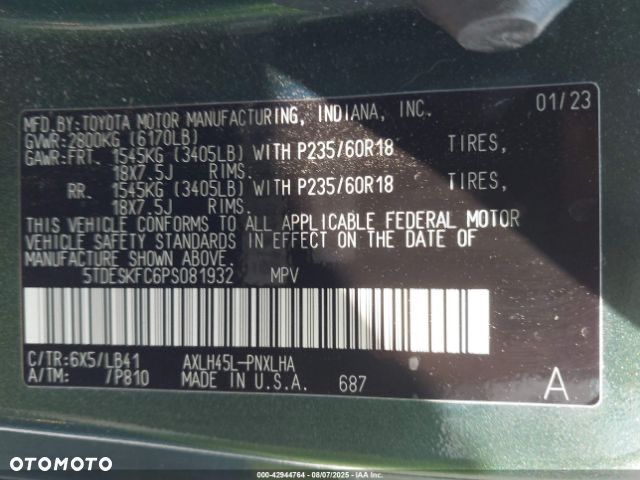 MFD.BY:TOYOTA MOTOR MANUFACTURING, INDIANA, INC. 01/23
GVWR:2800KG (6170LB)
GAWR:FRT. 1545KG (3405LB) WITH P235/60R18 TIRES,
18X7.5J RIMS.
RR. 1545KG (3405LB) WITH P235/60R18 TIRES,
18X7.5J RIMS.
THIS VEHICLE CONFORMS TO ALL APPLICABLE FEDERAL MOTOR
VEHICLE SAFETY STANDARDS IN EFFECT ON THE DATE OF
MANUFACTURE SHOWN ABOVE.
5TDESKFC6PS081932 MPV
C/TR:6X5/LB41 AXLH45L-PNXLHA
A/TM: /P810 MADE IN U.S.A. 687 A
OTOMOTO
000-42944764 - 08/07/2025 - IAA Inc.